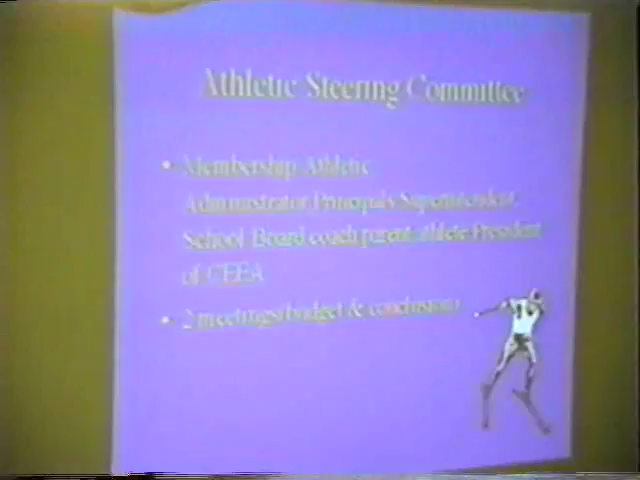 Athletic Steering Committee
• Membership Athletic
Administrator Principals Superintendent,
School Board coach parent athlete President
of CEEA
• 2 meetings(budget & conclusion)